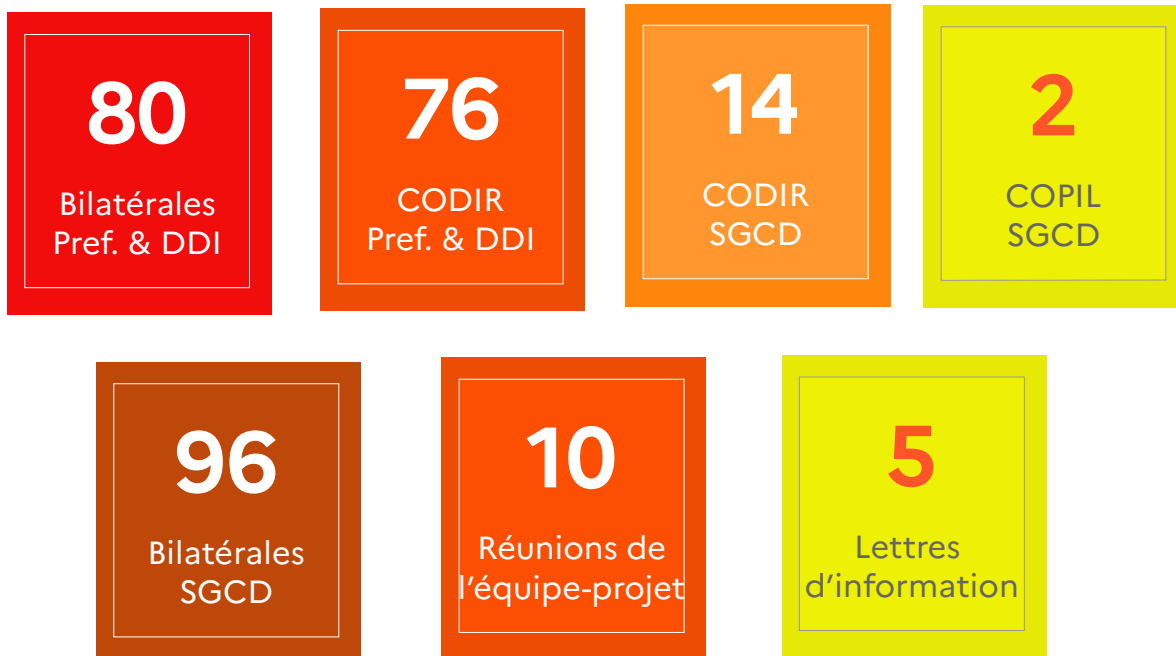 80
Bilatérales
Pref. & DDI
76
CODIR
Pref. & DDI
14
CODIR
SGCD
2
COPIL
SGCD
96
Bilatérales
SGCD
10
Réunions de
l’équipe-projet
5
Lettres
d’information